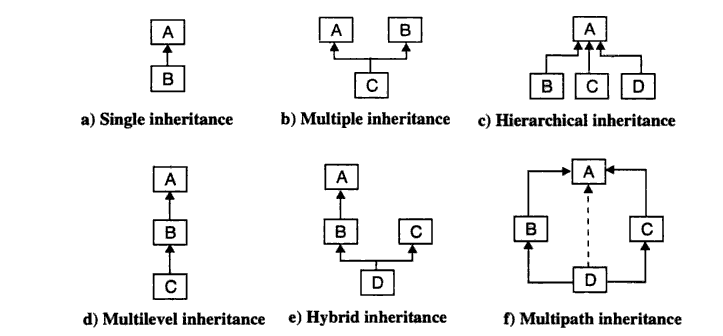 A
B
a) Single inheritance
A B
C
b) Multiple inheritance
A
B C D
c) Hierarchical inheritance
A
B
C
d) Multilevel inheritance
A
B C
D
e) Hybrid inheritance
A
B C
D
f) Multipath inheritance